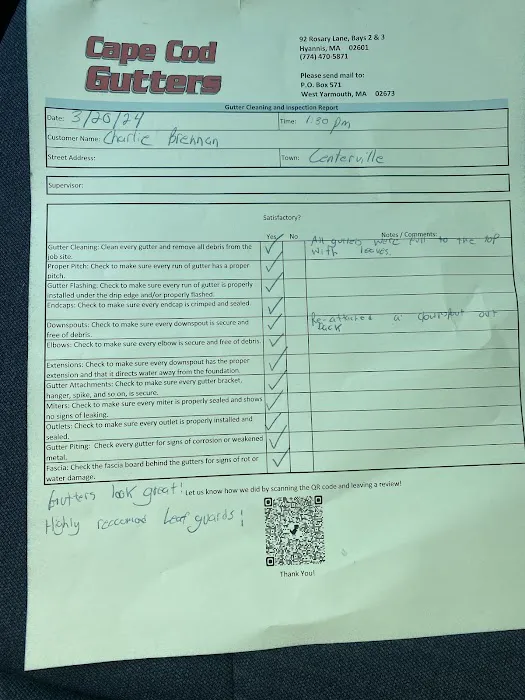 Cape Cod
Gutters
92 Rosary Lane, Bays 2 & 3
Hyannis, MA 02601
(774) 470-5871
Please send mail to:
P.O. Box 571
West Yarmouth, MA 02673
Gutter Cleaning and Inspection Report
Date: 3/20/24 Time: 1:30 pm
Customer Name: Charlie Brennan
Street Address: Town: Centerville
Supervisor:
Satisfactory?
Yes No Notes / Comments:
Gutter Cleaning: Clean every gutter and remove all debris from the
job site.
All gutters were full to the top
with leaves
Proper Pitch: Check to make sure every run of gutter has a proper
pitch.
Gutter Flashing: Check to make sure every run of gutter is properly
installed under the drip edge and/or properly flashed.
Endcaps: Check to make sure every endcap is crimped and sealed.
Downspouts: Check to make sure every downspout is secure and
free of debris.
Re-attached a downspout out
back
Elbows: Check to make sure every elbow is secure and free of debris.
Extensions: Check to make sure every downspout has the proper
extension and that it directs water away from the foundation.
Gutter Attachments: Check to make sure every gutter bracket,
hanger, spike, and so on, is secure.
Miters: Check to make sure every miter is properly sealed and shows
no signs of leaking.
Outlets: Check to make sure every outlet is properly installed and
sealed.
Gutter Piting: Check every gutter for signs of corrosion or weakened
metal.
Fascia: Check the fascia board behind the gutters for signs of rot or
water damage.
Gutters look great!
Let us know how we did by scanning the QR code and leaving a review!
Highly reccomend Leaf guards!
Thank You!